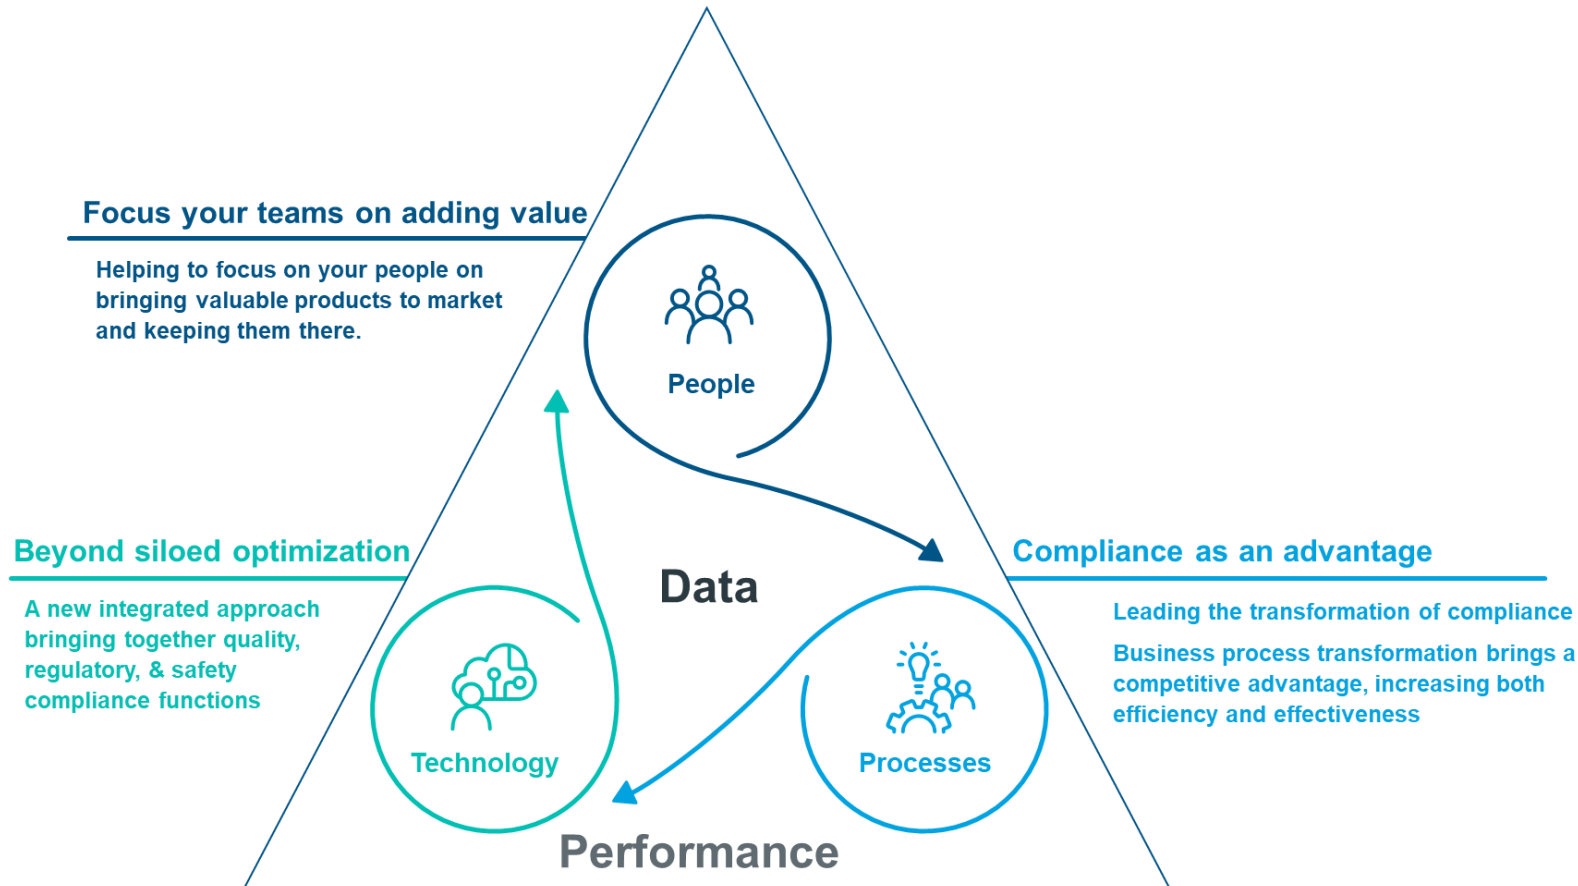 Focus your teams on adding value
Helping to focus on your people on
bringing valuable products to market
and keeping them there.
People
Beyond siloed optimization
A new integrated approach
bringing together quality,
regulatory, & safety
compliance functions
Technology
Data
Compliance as an advantage
Leading the transformation of compliance
Business process transformation brings a
competitive advantage, increasing both
efficiency and effectiveness
Processes
Performance